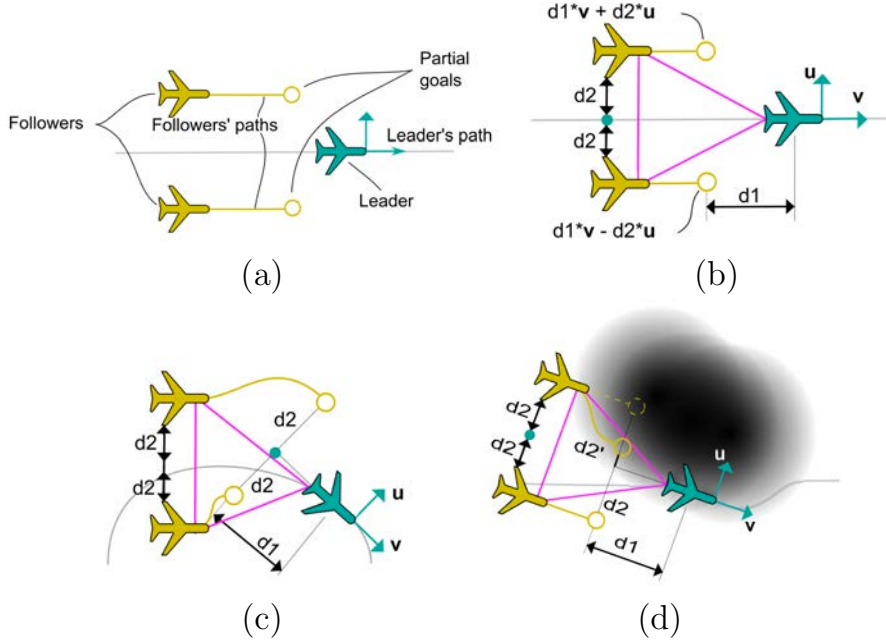 Partial
goals
Followers
Followers' paths
Leader's path
Leader
(a)
d1*v + d2*u
d2
d2
u
v
d1
d1*v - d2*u
(b)
d2
d2
d2
d2
d1
u
v
(c)
d2
d2
d2'
d2
d1
u
v
(d)